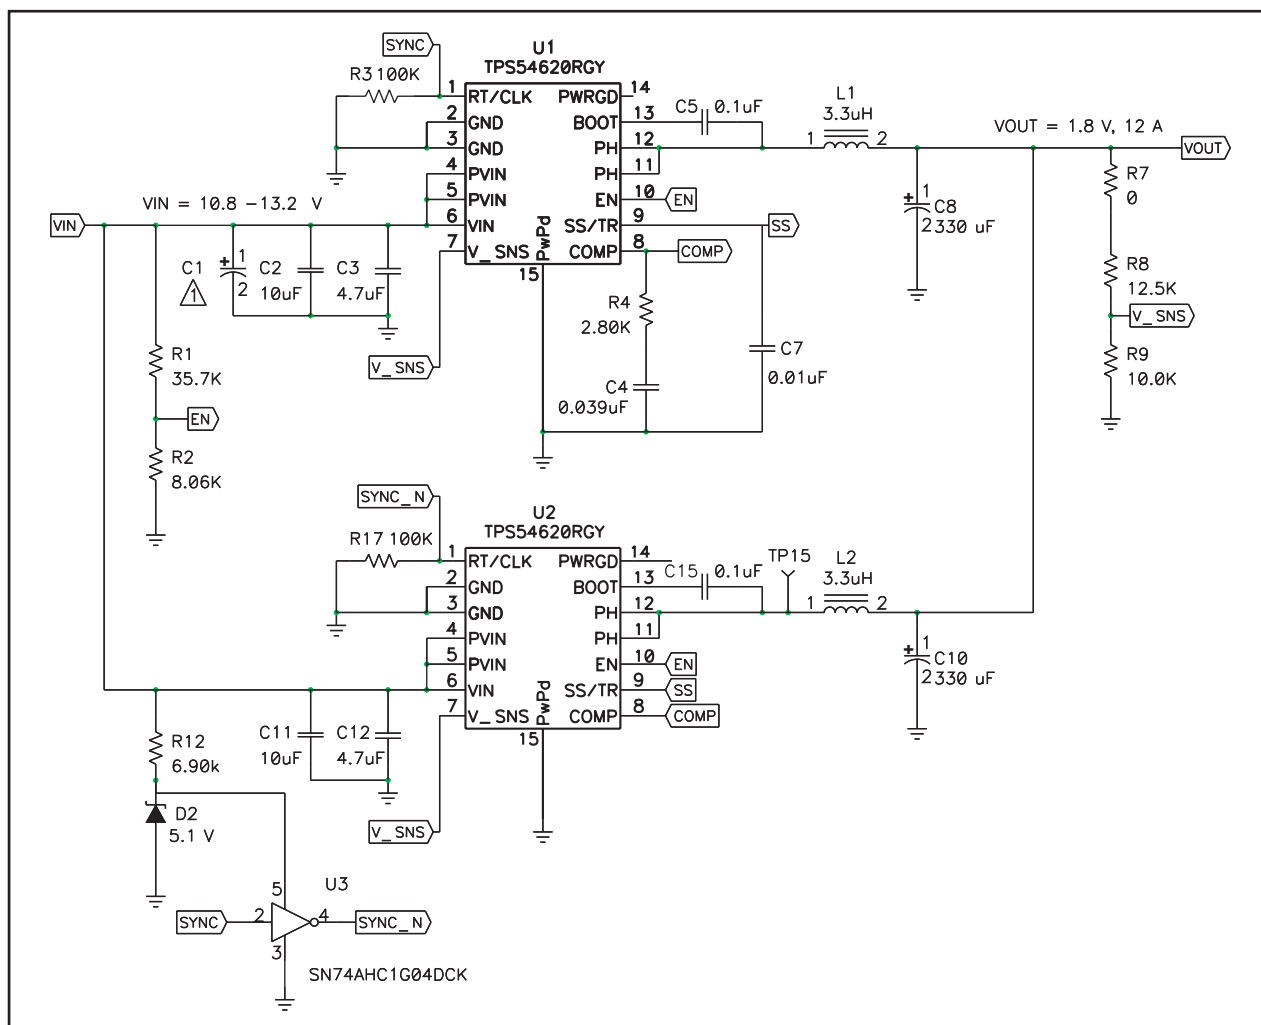 SYNC
U1
TPS54620RGY
R3 100K
1 RT/CLK
2 GND
3 GND
4 PVIN
5 PVIN
6 VIN
7 V_SNS
PWRGD 14
BOOT 13
PH 12
PH 11
EN 10
SS/TR 9
COMP 8
PwPd
15
EN
SS
COMP
C5 0.1uF
L1
3.3uH
1 2
VOUT = 1.8 V, 12 A
VOUT
VIN = 10.8 -13.2 V
VIN
C1
1
1
2
C2
10uF
C3
4.7uF
V_SNS
R1
35.7K
EN
R2
8.06K
R4
2.80K
C4
0.039uF
C7
0.01uF
1
C8
2 330 uF
R7
0
R8
12.5K
V_SNS
R9
10.0K
SYNC_N
U2
TPS54620RGY
R17 100K
1 RT/CLK
2 GND
3 GND
4 PVIN
5 PVIN
6 VIN
7 V_SNS
PWRGD 14
BOOT 13
PH 12
PH 11
EN 10
SS/TR 9
COMP 8
PwPd
15
EN
SS
COMP
C15 0.1uF
TP15
L2
3.3uH
1 2
1
C10
2 330 uF
R12
6.90k
C11
10uF
C12
4.7uF
V_SNS
D2
5.1 V
U3
5
SYNC
2
4
SYNC_N
3
SN74AHC1G04DCK